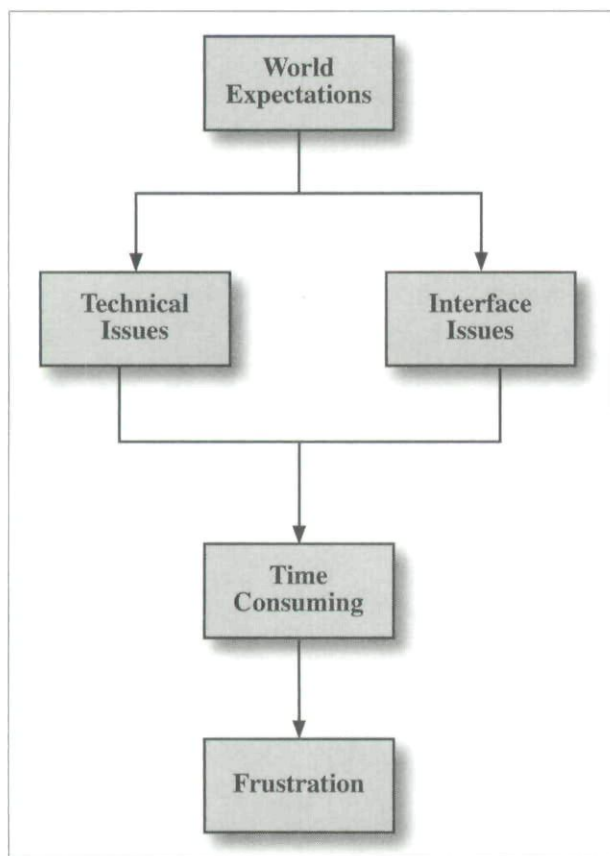 World
Expectations
Technical
Issues
Interface
Issues
Time
Consuming
Frustration